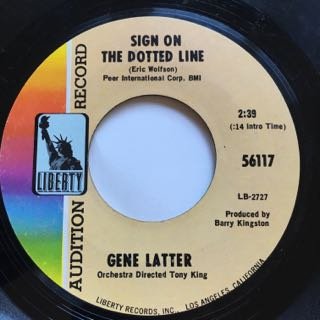 SIGN ON
THE DOTTED LINE
(Eric Wolfson)
Peer International Corp. BMI
AUDITION RECORD
2:39
(:14 Intro Time)
56117
LIBERTY
LB-2727
Produced by
Barry Kingston
GENE LATTER
Orchestra Directed Tony King
LIBERTY RECORDS, INC., LOS ANGELES, CALIFORNIA